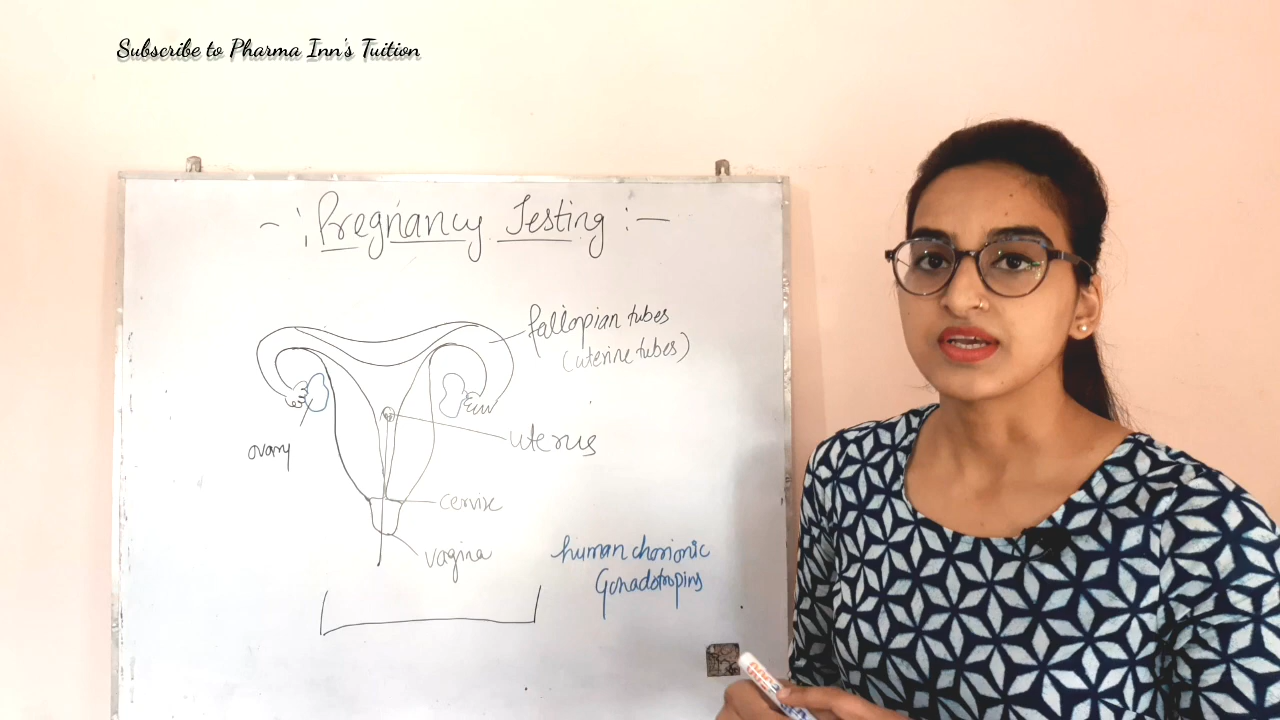 Subscribe to Pharma Inn's Tuition
-: Pregnancy Testing :-
fallopian tubes
(uterine tubes)
ovary
uterus
cervix
vagina
human chorionic
Gonadotropins